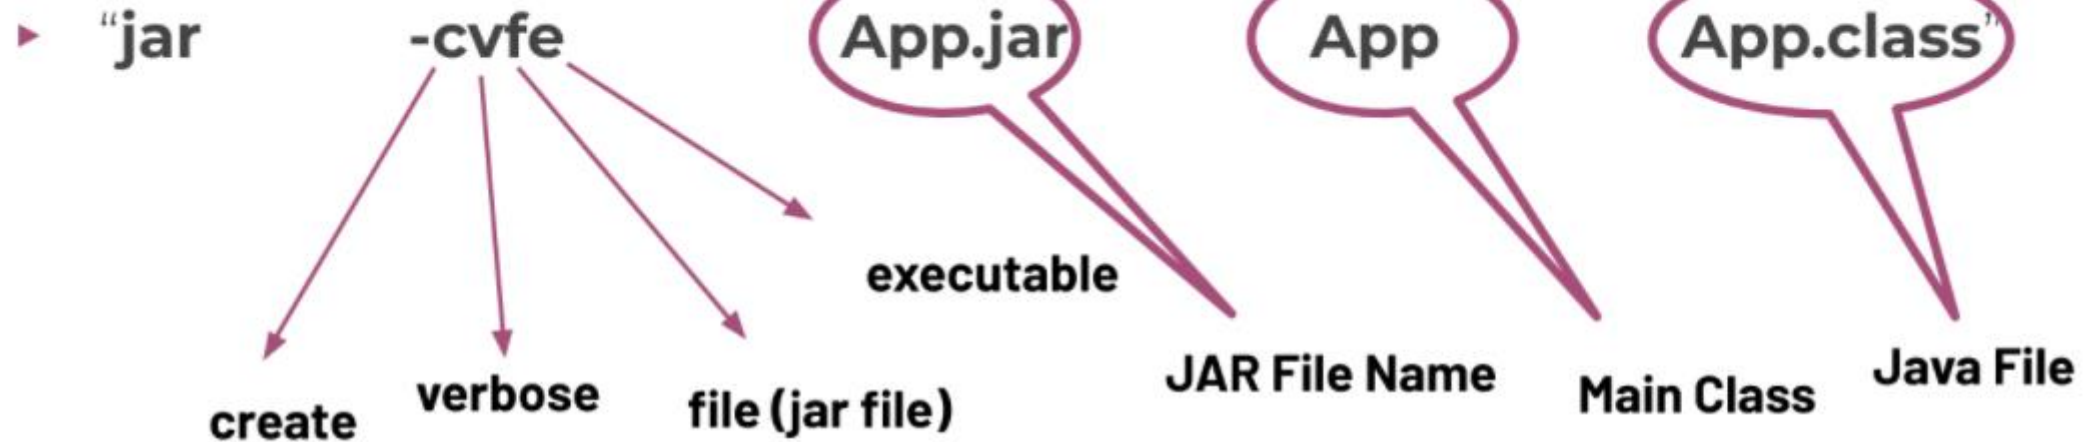 “jar -cvfe App.jar App App.class”
executable
create verbose file (jar file) JAR File Name Main Class Java File